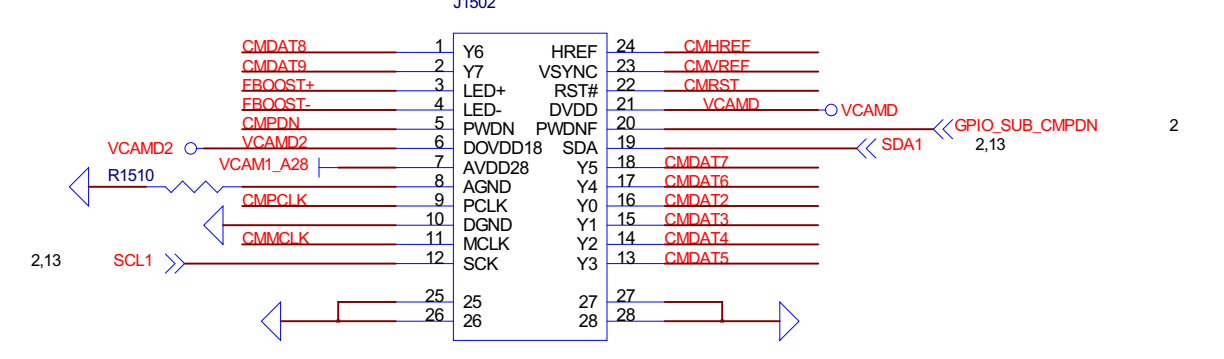 J1502
CMDAT8 1 Y6 HREF 24 CMHREF
CMDAT9 2 Y7 VSYNC 23 CMVREF
FBOOST+ 3 LED+ RST# 22 CMRST
FBOOST- 4 LED- DVDD 21 VCAMD VCAMD
CMPDN 5 PWDN PWDNF 20 GPIO_SUB_CMPDN 2
VCAMD2 VCAMD2 6 DOVDD18 SDA 19 SDA1 2,13
VCAM1_A28 7 AVDD28 Y5 18 CMDAT7
R1510 8 AGND Y4 17 CMDAT6
CMPCLK 9 PCLK Y0 16 CMDAT2
10 DGND Y1 15 CMDAT3
CMMCLK 11 MCLK Y2 14 CMDAT4
2,13 SCL1 12 SCK Y3 13 CMDAT5
25 25 27 27
26 26 28 28